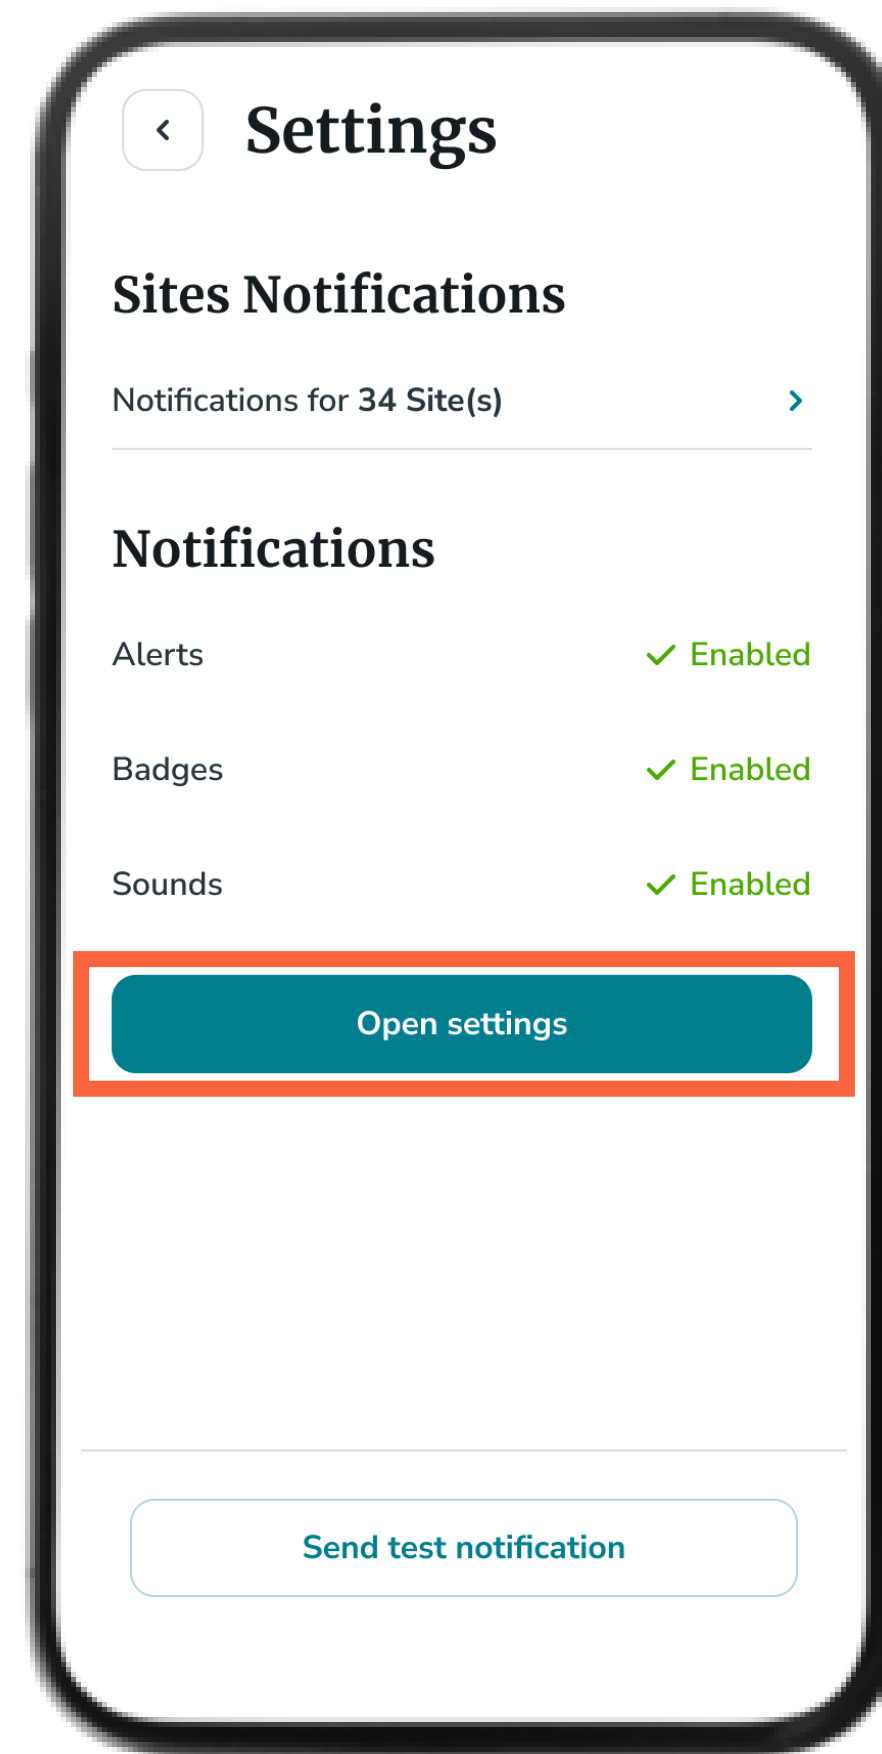 Settings
Sites Notifications
Notifications for 34 Site(s)
Notifications
Alerts Enabled
Badges Enabled
Sounds Enabled
Open settings
Send test notification